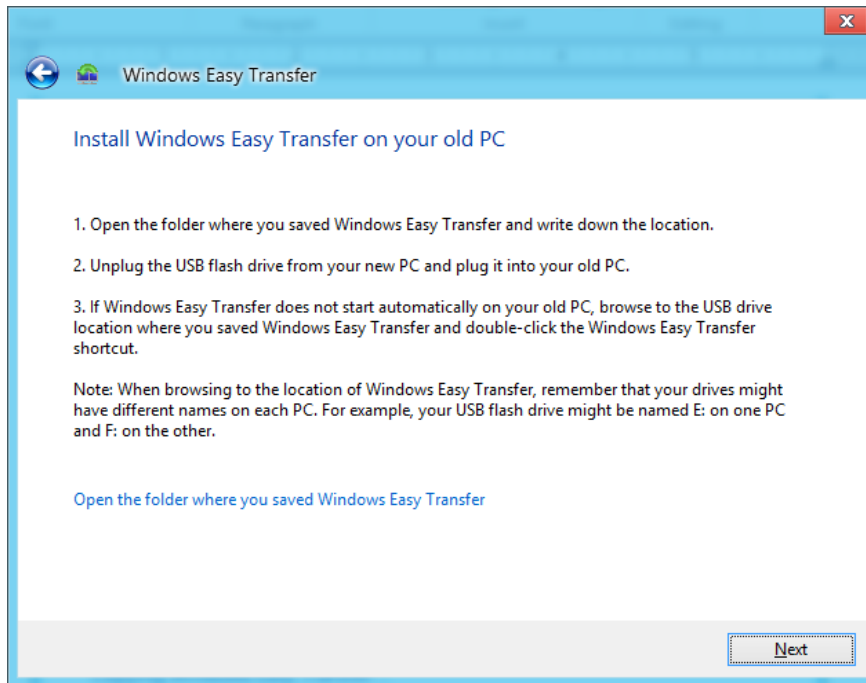 x
Windows Easy Transfer
Install Windows Easy Transfer on your old PC
1. Open the folder where you saved Windows Easy Transfer and write down the location.
2. Unplug the USB flash drive from your new PC and plug it into your old PC.
3. If Windows Easy Transfer does not start automatically on your old PC, browse to the USB drive
location where you saved Windows Easy Transfer and double-click the Windows Easy Transfer
shortcut.
Note: When browsing to the location of Windows Easy Transfer, remember that your drives might
have different names on each PC. For example, your USB flash drive might be named E: on one PC
and F: on the other.
Open the folder where you saved Windows Easy Transfer
Next